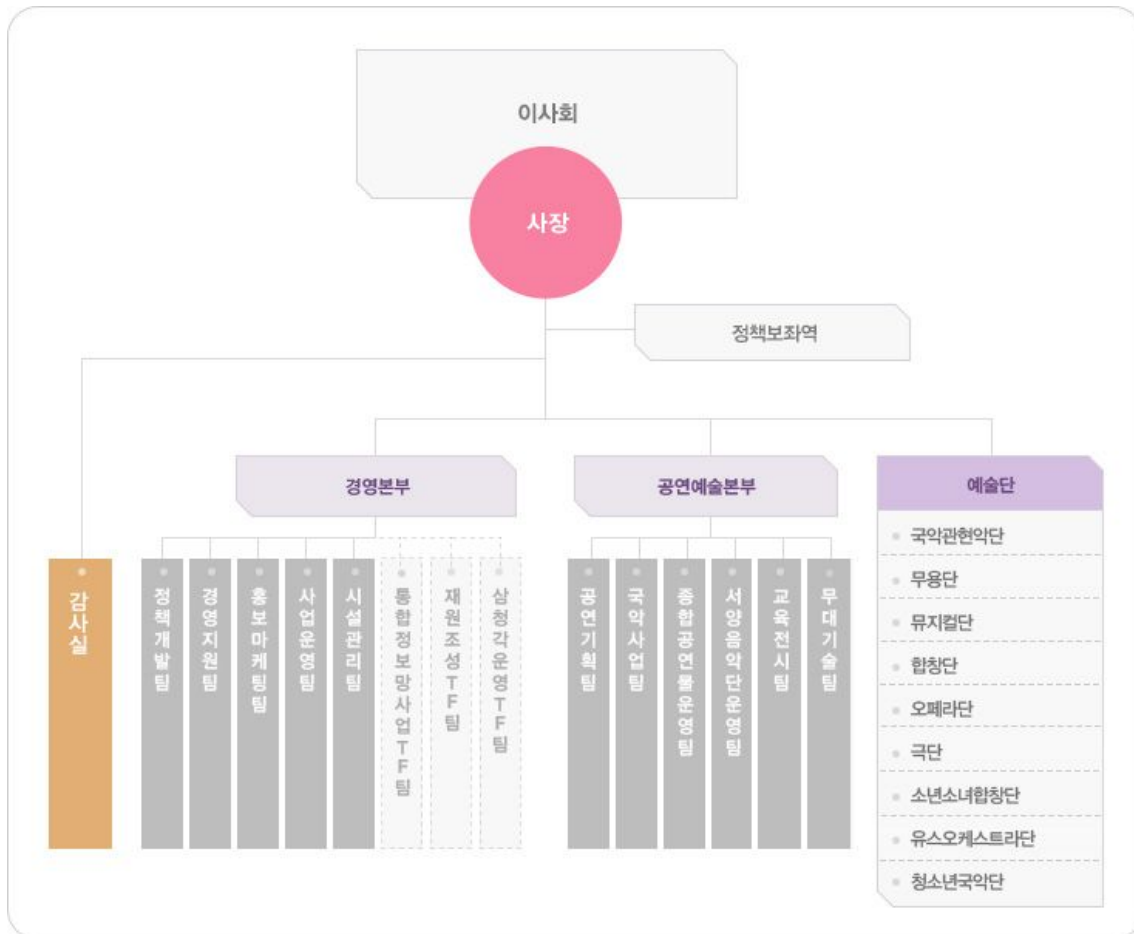 이사회
사장
정책보좌역
경영본부
공연예술본부
예술단
감사실
정책개발팀
경영지원팀
홍보마케팅팀
사업운영팀
시설관리팀
통합정보망사업TF팀
재원조성TF팀
삼청각운영TF팀
공연기획팀
국악사업팀
종합공연물운영팀
서양음악단운영팀
교육전시팀
무대기술팀
국악관현악단
무용단
뮤지컬단
합창단
오페라단
극단
소년소녀합창단
유스오케스트라단
청소년국악단